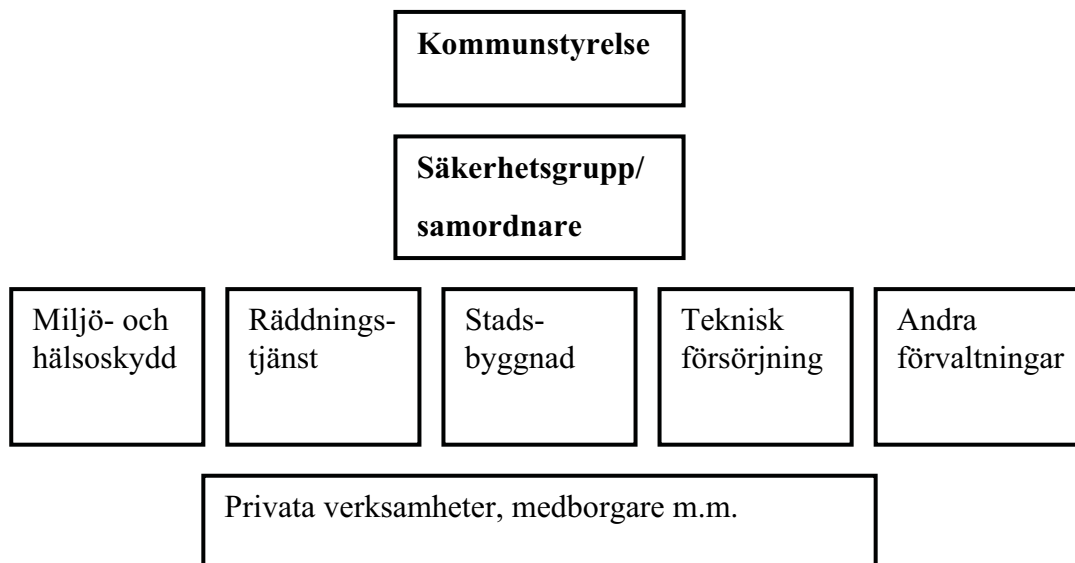 Kommunstyrelse
Säkerhetsgrupp/
samordnare
Miljö- och
hälsoskydd
Räddnings-
tjänst
Stads-
byggnad
Teknisk
försörjning
Andra
förvaltningar
Privata verksamheter, medborgare m.m.